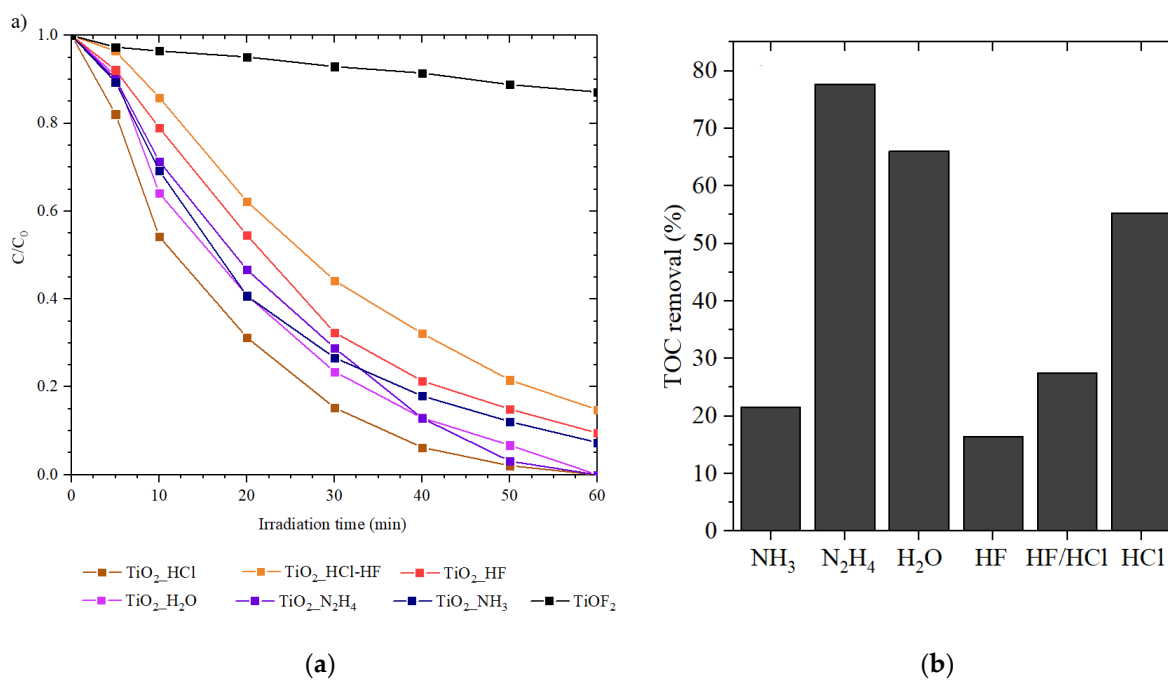 a)
1.0
0.8
0.6
0.4
0.2
0.0
C/C₀
0 10 20 30 40 50 60
Irradiation time (min)
TiO₂_HCl TiO₂_HCl-HF TiO₂_HF
TiO₂_H₂O TiO₂_N₂H₄ TiO₂_NH₃ TiOF₂
(a)
80
70
60
50
40
30
20
10
0
TOC removal (%)
NH₃ N₂H₄ H₂O HF HF/HCl HCl
(b)